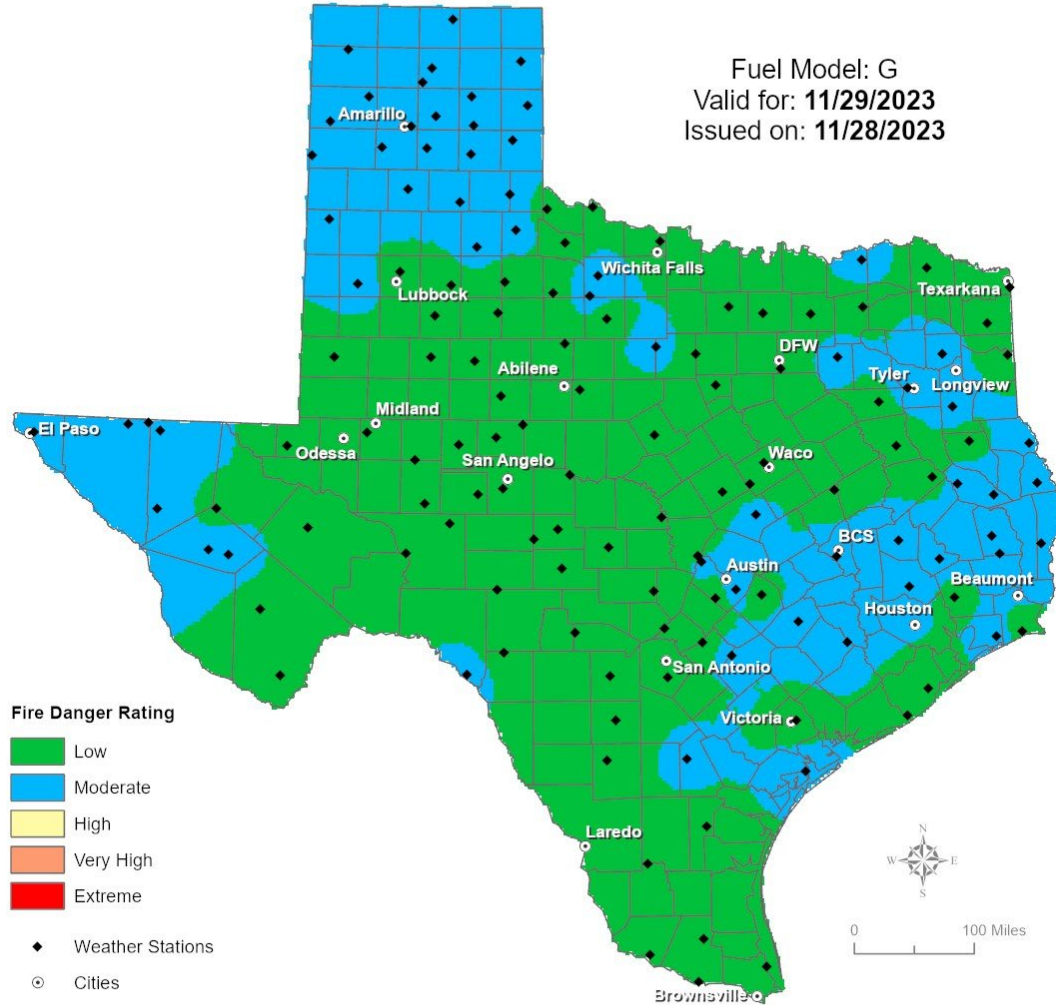 Fuel Model: G
Valid for: 11/29/2023
Issued on: 11/28/2023
Amarillo
Wichita Falls
Lubbock
Texarkana
DFW
Abilene
Tyler
Longview
Midland
El Paso
Odessa
San Angelo
Waco
BCS
Austin
Beaumont
Houston
San Antonio
Victoria
Laredo
Brownsville
Fire Danger Rating
Low
Moderate
High
Very High
Extreme
Weather Stations
Cities
N
W E
S
0 100 Miles